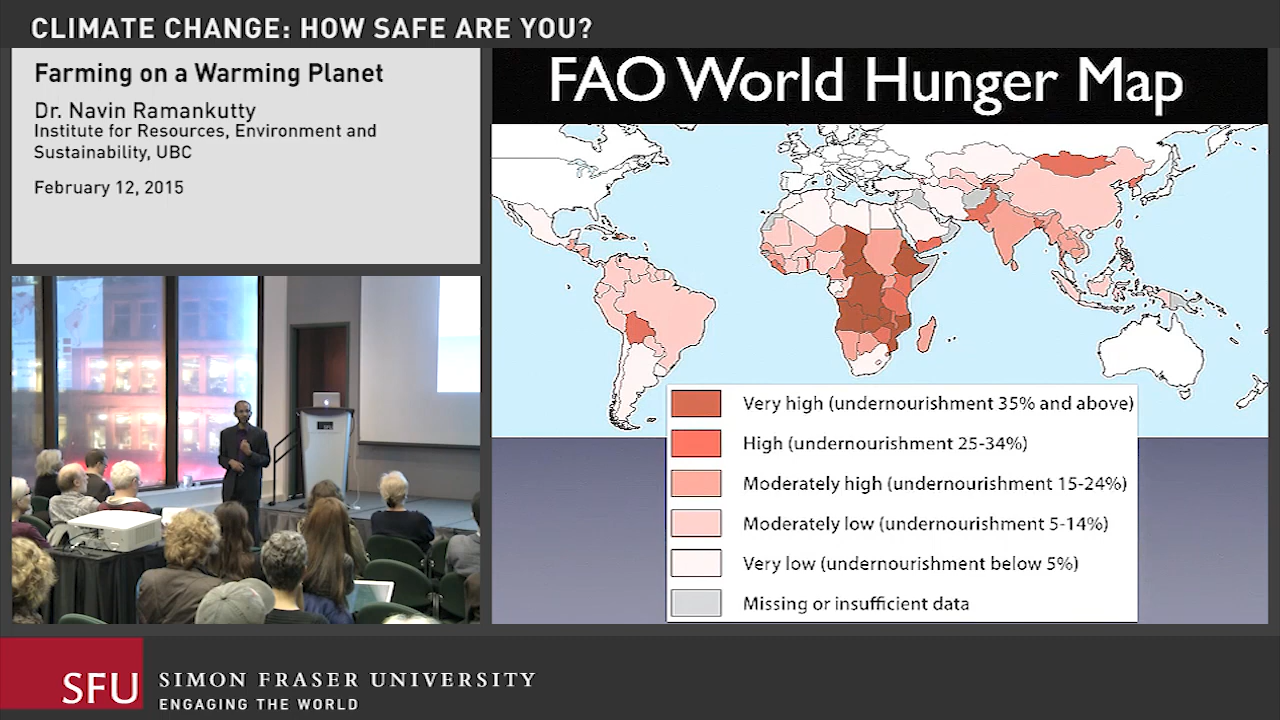 CLIMATE CHANGE: HOW SAFE ARE YOU?
Farming on a Warming Planet
Dr. Navin Ramankutty
Institute for Resources, Environment and
Sustainability, UBC
February 12, 2015
FAO World Hunger Map
Very high (undernourishment 35% and above)
High (undernourishment 25-34%)
Moderately high (undernourishment 15-24%)
Moderately low (undernourishment 5-14%)
Very low (undernourishment below 5%)
Missing or insufficient data
SFU
SIMON FRASER UNIVERSITY
ENGAGING THE WORLD